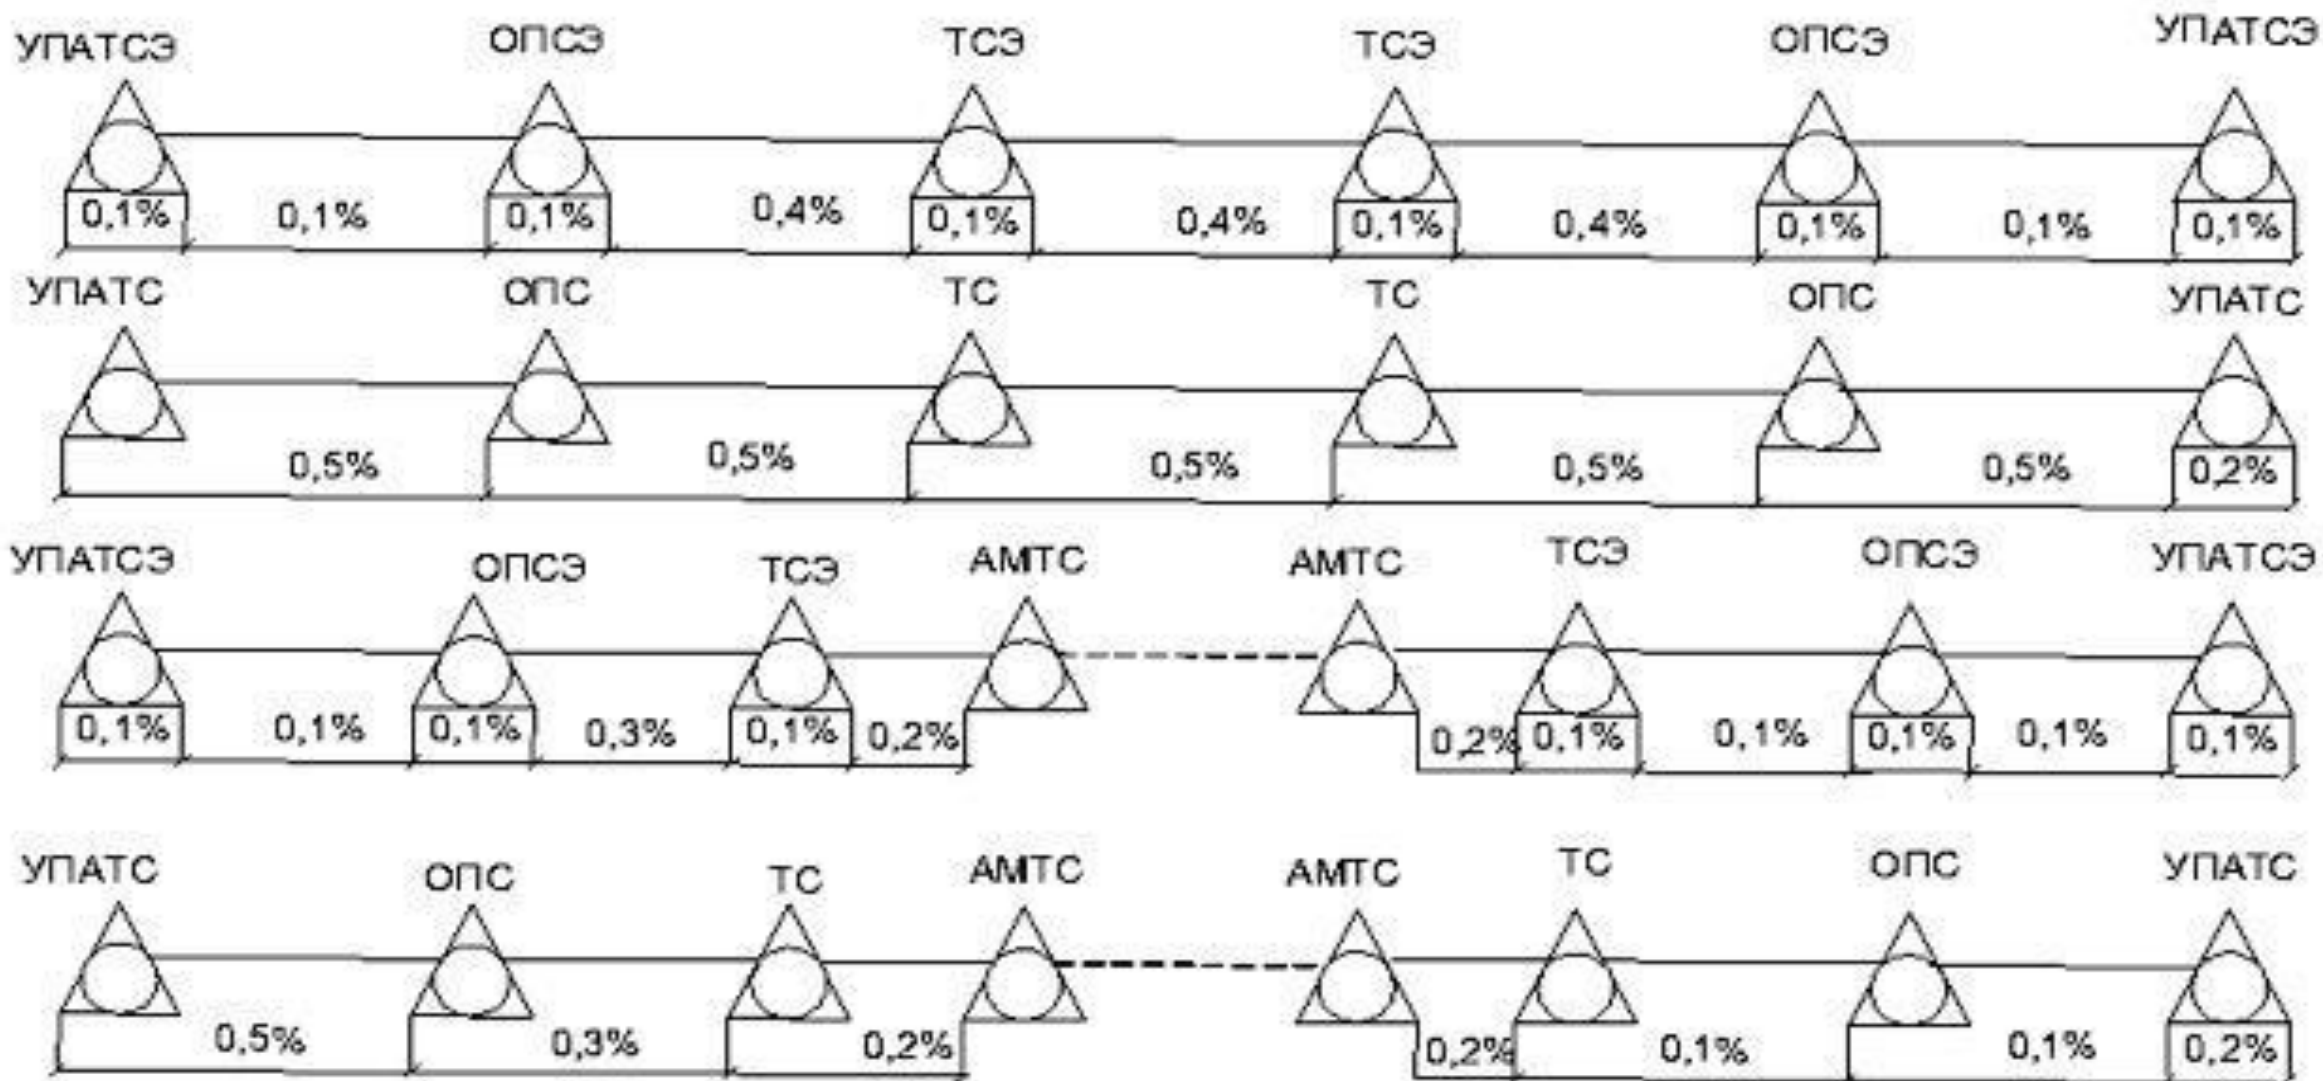 УПАТСЭ ОПСЭ ТСЭ ТСЭ ОПСЭ УПАТСЭ
0,1% 0,1% 0,1% 0,4% 0,1% 0,4% 0,1% 0,4% 0,1% 0,1% 0,1%
УПАТС ОПС ТС ТС ОПС УПАТС
0,5% 0,5% 0,5% 0,5% 0,5% 0,2%
УПАТСЭ ОПСЭ ТСЭ АМТС АМТС ТСЭ ОПСЭ УПАТСЭ
0,1% 0,1% 0,1% 0,3% 0,1% 0,2% 0,2% 0,1% 0,1% 0,1% 0,1% 0,1%
УПАТС ОПС ТС АМТС АМТС ТС ОПС УПАТС
0,5% 0,3% 0,2% 0,2% 0,1% 0,1% 0,2%